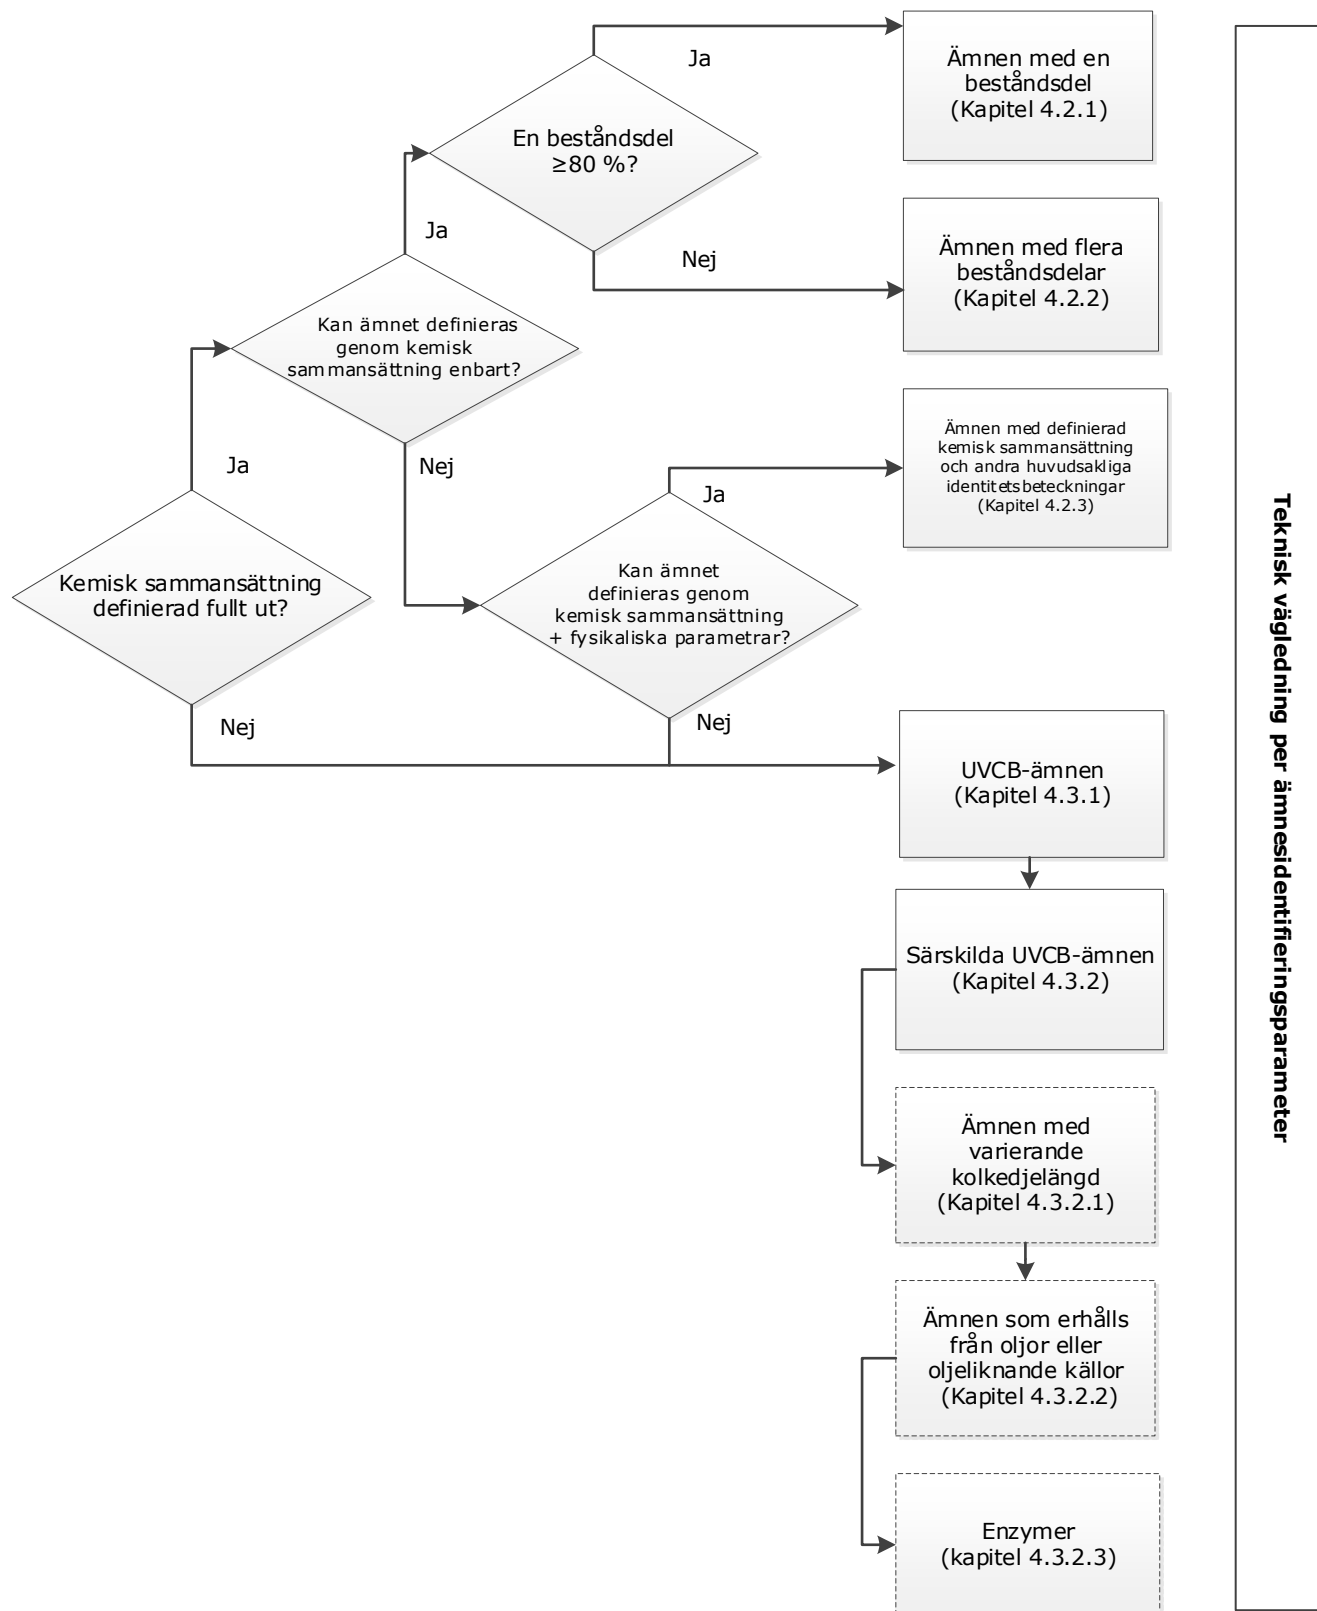 Ja
Ämnen med en
beståndsdel
(Kapitel 4.2.1)
En beståndsdel
≥80 %?
Ja
Nej
Ämnen med flera
beståndsdelar
(Kapitel 4.2.2)
Kan ämnet definieras
genom kemisk
sammansättning enbart?
Ja
Nej
Ja
Ämnen med definierad
kemisk sammansättning
och andra huvudsakliga
identitetsbeteckningar
(Kapitel 4.2.3)
Kemisk sammansättning
definierad fullt ut?
Kan ämnet
definieras genom
kemisk sammansättning
+ fysikaliska parametrar?
Nej
Nej
UVCB-ämnen
(Kapitel 4.3.1)
Särskilda UVCB-ämnen
(Kapitel 4.3.2)
Ämnen med
varierande
kolkedjelängd
(Kapitel 4.3.2.1)
Ämnen som erhålls
från oljor eller
oljeliknande källor
(Kapitel 4.3.2.2)
Enzymer
(kapitel 4.3.2.3)
Teknisk vägledning per ämnesidentifieringsparameter